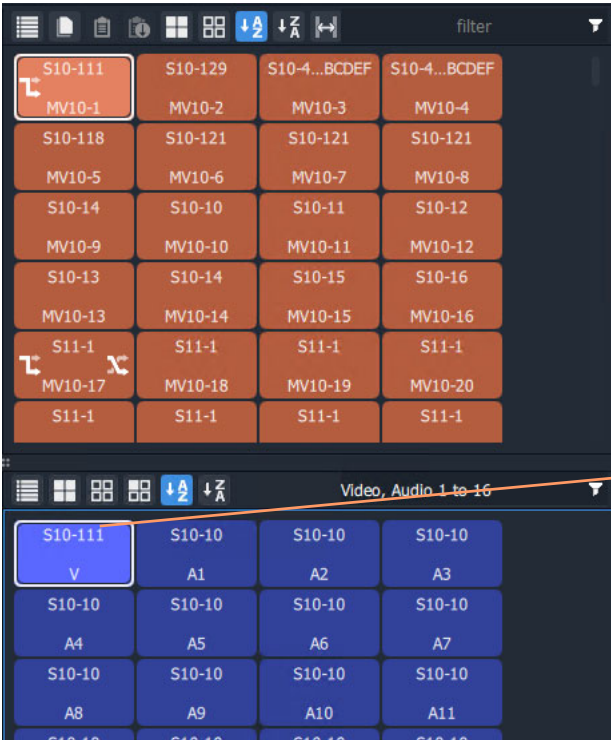 filter
S10-111 S10-129 S10-4...BCDEF S10-4...BCDEF
MV10-1 MV10-2 MV10-3 MV10-4
S10-118 S10-121 S10-121 S10-121
MV10-5 MV10-6 MV10-7 MV10-8
S10-14 S10-10 S10-11 S10-12
MV10-9 MV10-10 MV10-11 MV10-12
S10-13 S10-14 S10-15 S10-16
MV10-13 MV10-14 MV10-15 MV10-16
S11-1 S11-1 S11-1 S11-1
MV10-17 MV10-18 MV10-19 MV10-20
S11-1 S11-1 S11-1 S11-1
Video, Audio 1 to 16
S10-111 S10-10 S10-10 S10-10
V A1 A2 A3
S10-10 S10-10 S10-10 S10-10
A4 A5 A6 A7
S10-10 S10-10 S10-10 S10-10
A8 A9 A10 A11